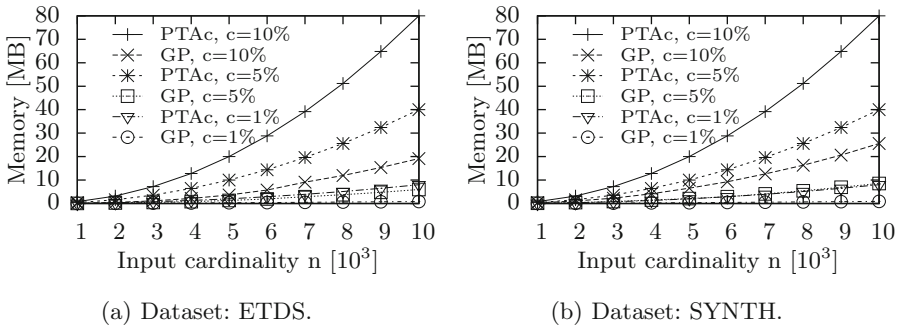 Memory [MB]
80
70
60
50
40
30
20
10
0
PTAc, c=10%
GP, c=10%
PTAc, c=5%
GP, c=5%
PTAc, c=1%
GP, c=1%
1 2 3 4 5 6 7 8 9 10
Input cardinality n [10³]
(a) Dataset: ETDS.
Memory [MB]
80
70
60
50
40
30
20
10
0
PTAc, c=10%
GP, c=10%
PTAc, c=5%
GP, c=5%
PTAc, c=1%
GP, c=1%
1 2 3 4 5 6 7 8 9 10
Input cardinality n [10³]
(b) Dataset: SYNTH.